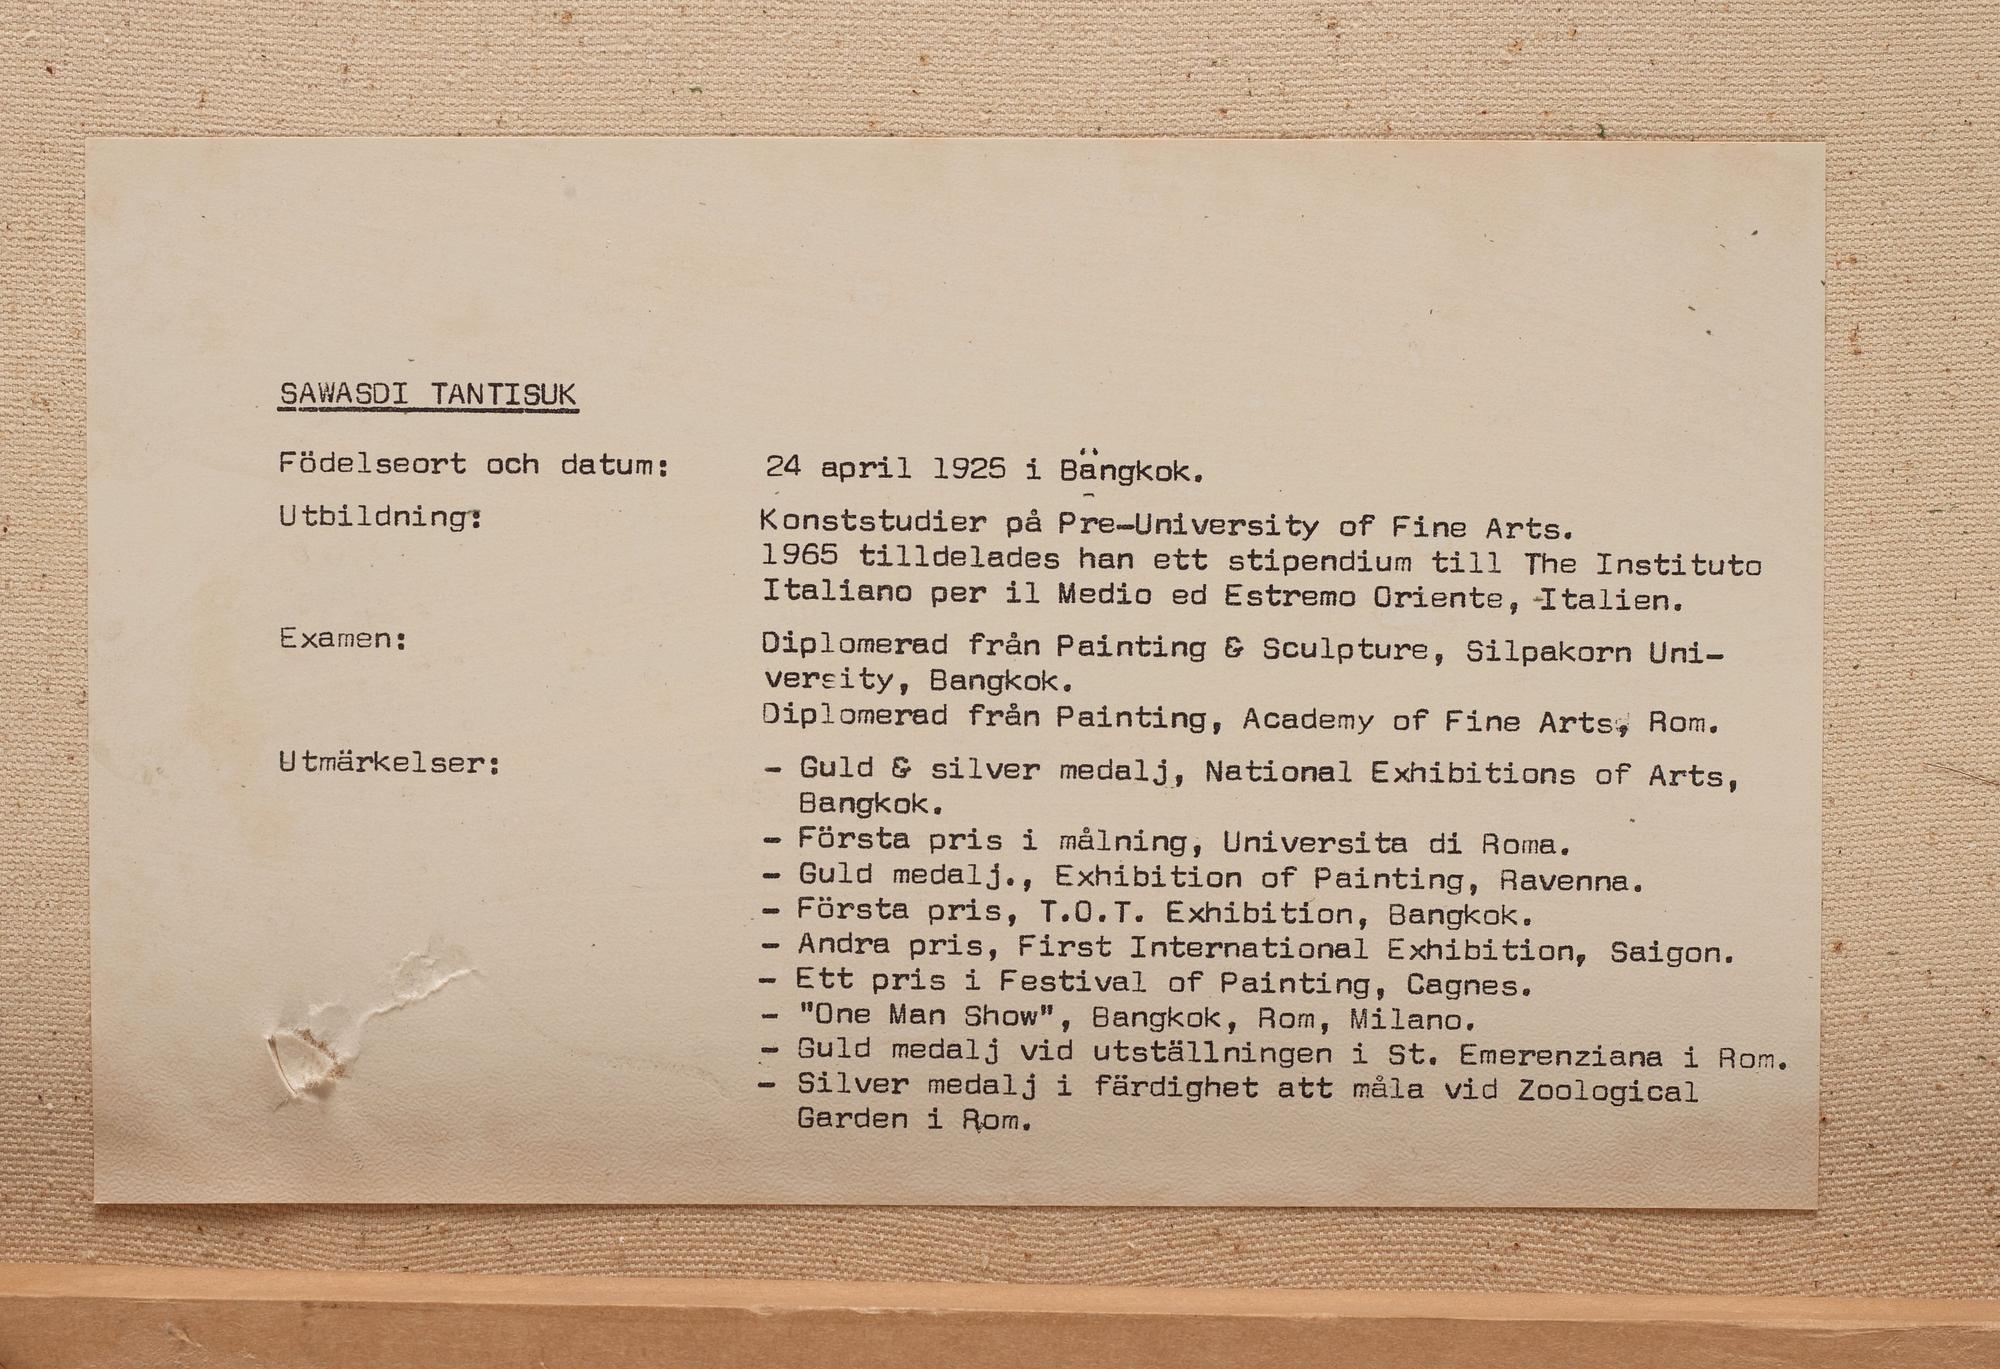 SAWASDI TANTISUK
Födelseort och datum: 24 april 1925 i Bängkok.
Utbildning: Konststudier på Pre-University of Fine Arts.
1965 tilldelades han ett stipendium till The Instituto
Italiano per il Medio ed Estremo Oriente, Italien.
Examen: Diplomerad från Painting & Sculpture, Silpakorn Uni-
versity, Bangkok.
Diplomerad från Painting, Academy of Fine Arts, Rom.
Utmärkelser: - Guld & silver medalj, National Exhibitions of Arts,
Bangkok.
- Första pris i målning, Universita di Roma.
- Guld medalj., Exhibition of Painting, Ravenna.
- Första pris, T.O.T. Exhibition, Bangkok.
- Andra pris, First International Exhibition, Saigon.
- Ett pris i Festival of Painting, Cagnes.
- "One Man Show", Bangkok, Rom, Milano.
- Guld medalj vid utställningen i St. Emerenziana i Rom.
- Silver medalj i färdighet att måla vid Zoological
Garden i Rom.